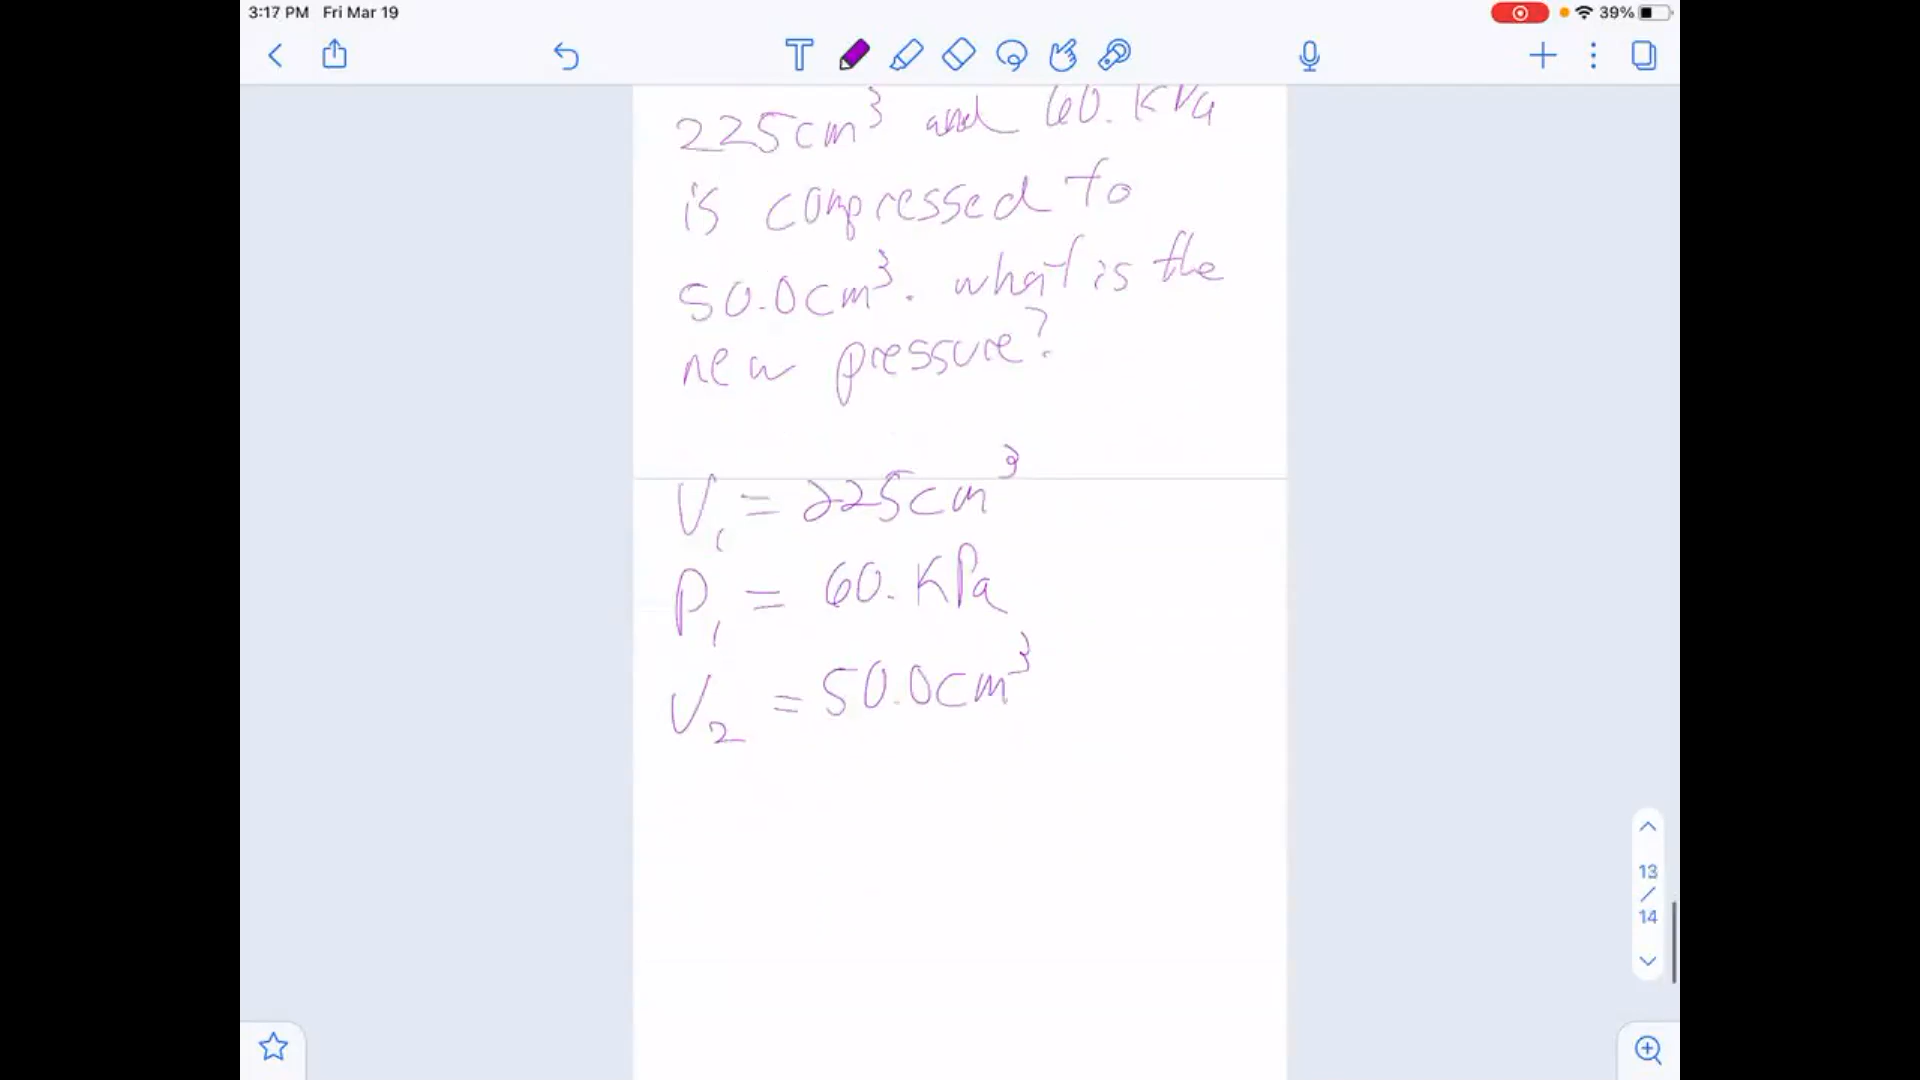 3:17 PM Fri Mar 19
39%
T
225cm³ and 60. KPa
is compressed to
50.0cm³. what is the
new pressure?
V₁ = 225cm³
P₁ = 60. KPa
V₂ = 50.0cm³
13
/
14